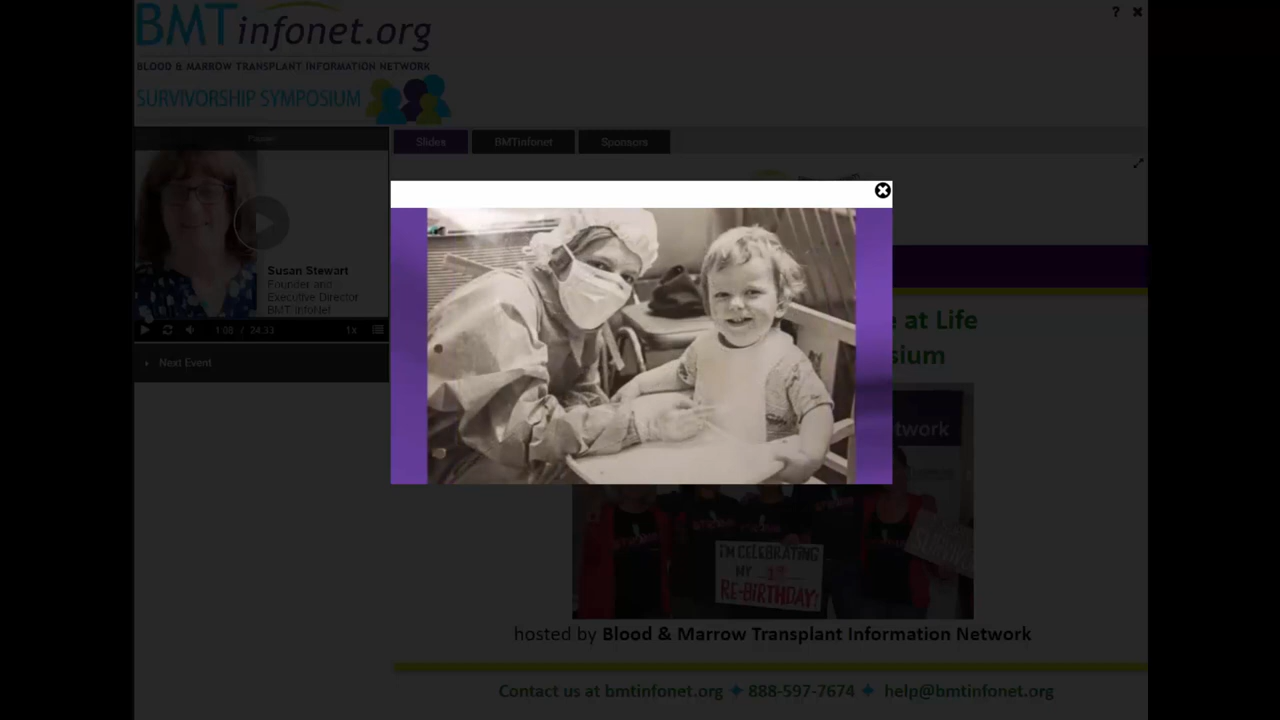 BMTinfonet.org
BLOOD & MARROW TRANSPLANT INFORMATION NETWORK
SURVIVORSHIP SYMPOSIUM
? ✖
Slides BMTinfonet Sponsors
Paused
Susan Stewart
Founder and
Executive Director
BMT InfoNet
1:08 / 24:33 1x
Next Event
e at Life
sium
twork
I'M CELEBRATING
MY 1st
RE-BIRTHDAY!
hosted by Blood & Marrow Transplant Information Network
Contact us at bmtinfonet.org ✦ 888-597-7674 ✦ help@bmtinfonet.org